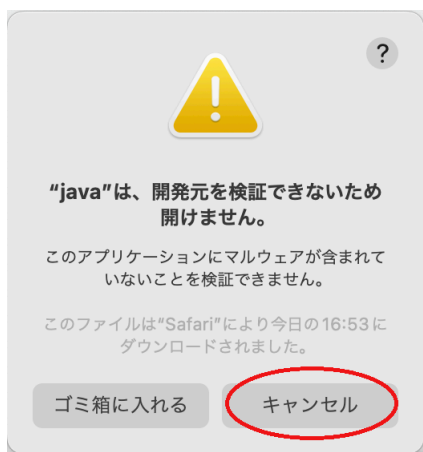 ?
“java”は、開発元を検証できないため
開けません。
このアプリケーションにマルウェアが含まれて
いないことを検証できません。
このファイルは“Safari”により今日の16:53に
ダウンロードされました。
ゴミ箱に入れる
キャンセル